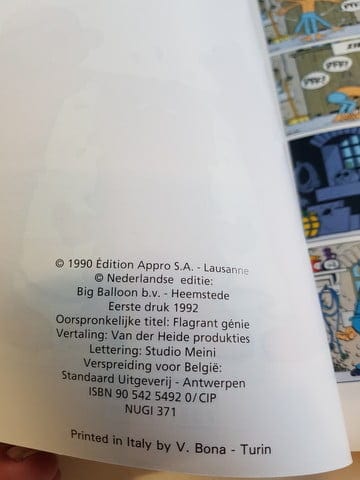 © 1990 Édition Appro S.A. - Lausanne
© Nederlandse editie:
Big Balloon b.v. - Heemstede
Eerste druk 1992
Oorspronkelijke titel: Flagrant génie
Vertaling: Van der Heide produkties
Lettering: Studio Meini
Verspreiding voor België:
Standaard Uitgeverij - Antwerpen
ISBN 90 542 5492 0/CIP
NUGI 371
Printed in Italy by V. Bona - Turin